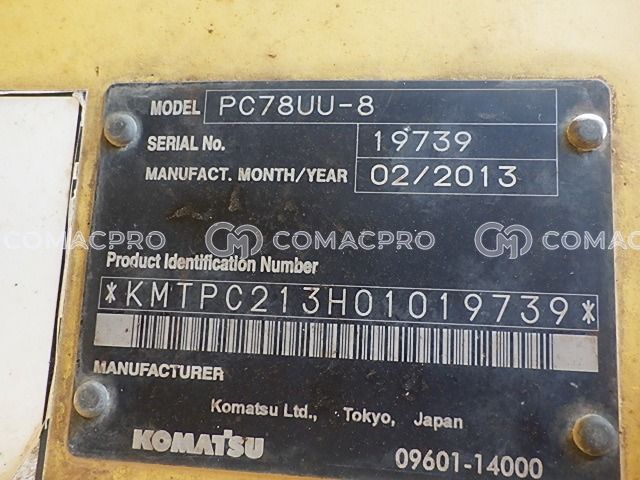 MODEL PC78UU-8
SERIAL No. 19739
MANUFACT. MONTH/YEAR 02/2013
COMACPRO COMACPRO
Product Identification Number
*KMTPC213H01019739*
MANUFACTURER
Komatsu Ltd., Tokyo, Japan
KOMATSU 09601-14000